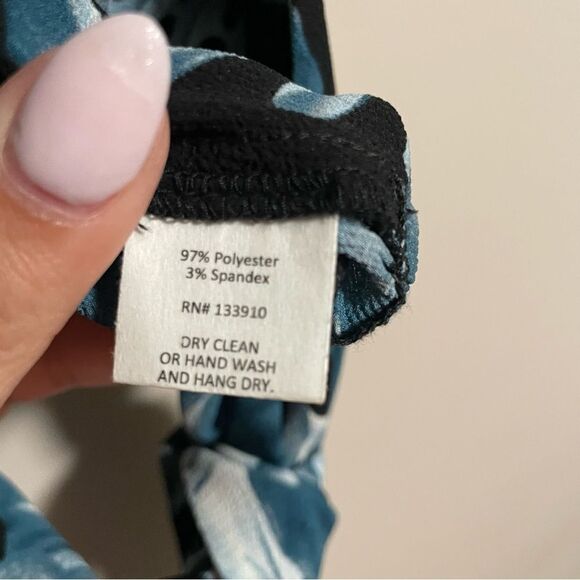 97% Polyester
3% Spandex
RN# 133910
DRY CLEAN
OR HAND WASH
AND HANG DRY.